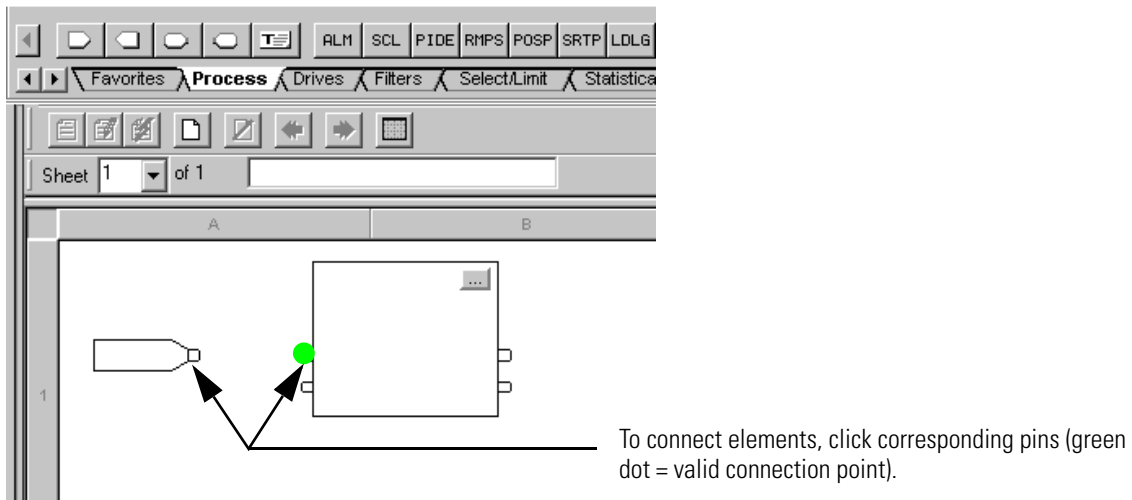 T ALM SCL PIDE RMPS POSP SRTP LDLG
Favorites Process Drives Filters Select/Limit Statistica
Sheet 1 of 1
A B
...
1
To connect elements, click corresponding pins (green
dot = valid connection point).